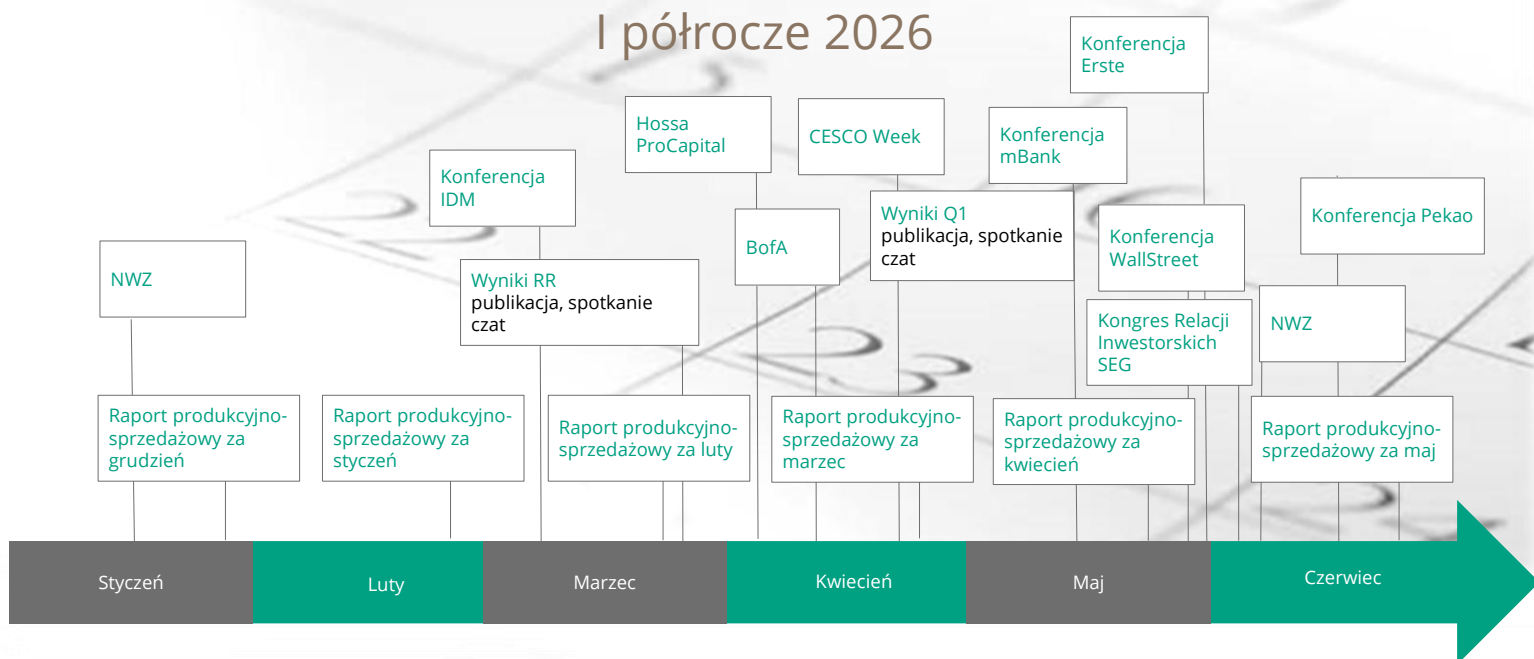 I półrocze 2026
Konferencja
Erste
Hossa
ProCapital
CESCO Week
Konferencja
mBank
Konferencja
IDM
Konferencja Pekao
Wyniki Q1
publikacja, spotkanie
czat
BofA
Konferencja
WallStreet
NWZ
Wyniki RR
publikacja, spotkanie
czat
Kongres Relacji
Inwestorskich
SEG
NWZ
Raport produkcyjno-
sprzedażowy za
grudzień
Raport produkcyjno-
sprzedażowy za
styczeń
Raport produkcyjno-
sprzedażowy za luty
Raport produkcyjno-
sprzedażowy za
marzec
Raport produkcyjno-
sprzedażowy za
kwiecień
Raport produkcyjno-
sprzedażowy za maj
Styczeń
Luty
Marzec
Kwiecień
Maj
Czerwiec